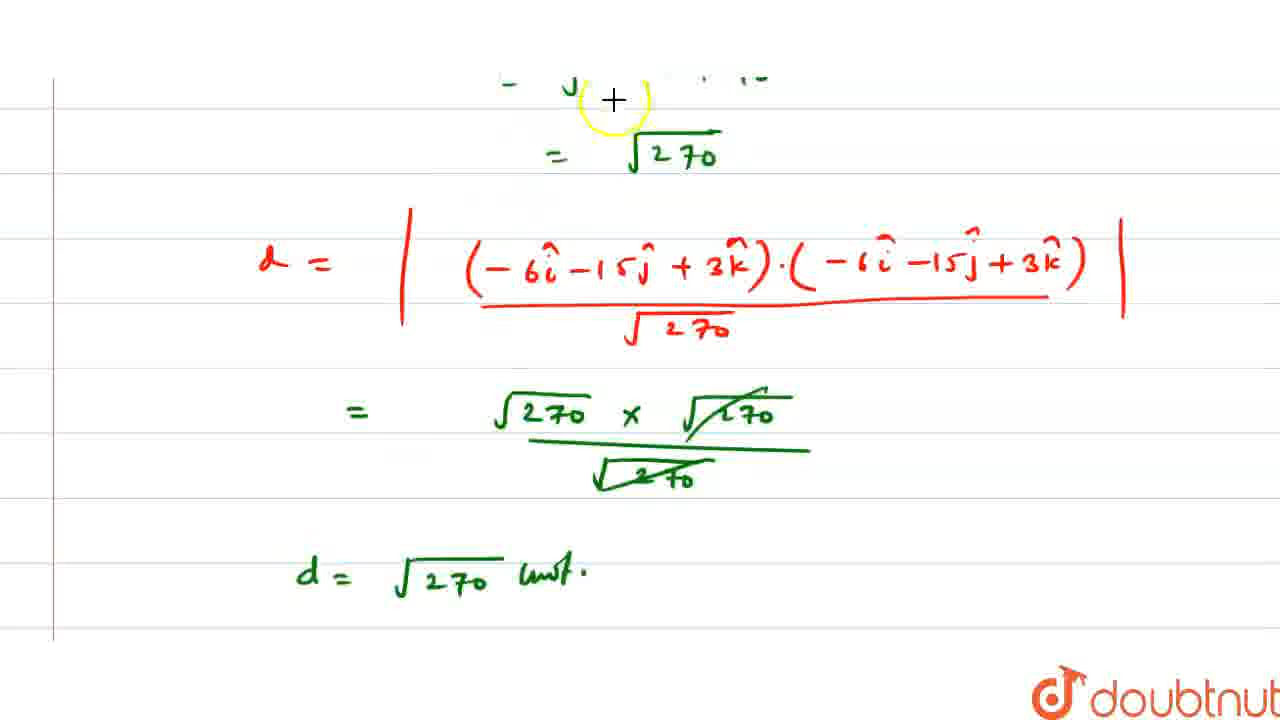 = √270
d = | (-6î - 15ĵ + 3k̂)·(-6î - 15ĵ + 3k̂) |
√270
= √270 × √270
√270
d = √270 unit.
doubtnut